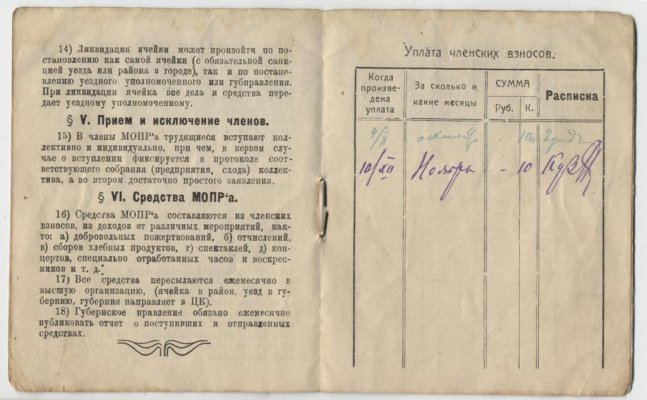 14) Ликвидация ячейки может произойти по по-
становлению как самой ячейки (с обязательной санк-
цией уезда или района в городе), так и по поста-
новлению уездного уполномоченного или губправления.
При ликвидации ячейка все дела и средства пере-
дает уездному уполномоченному.
§ V. Прием и исключение членов.
15) В члены МОПР'а трудящиеся вступают кол-
лективно и индивидуально, при чем, в первом
случае о вступлении фиксируется в протоколе соот-
ветствующего собрания (предприятия, схода) коллек-
тива, а во втором достаточно простого заявления.
§ VI. Средства МОПР'а.
16) Средства МОПР'а составляются из членских
взносов, из доходов от различных мероприятий, как-
то: а) добровольных пожертвований, б) отчислений,
в) сборов хлебных продуктов, г) спектаклей, д) кон-
цертов, специально отработанных часов и воскрес-
ников и т. д.
17) Все средства пересылаются ежемесячно в
высшую организацию, (ячейка в район, уезд в гу-
бернию, губерния направляет в ЦК).
18) Губернское правление обязано ежемесячно
публиковать отчет о поступивших и отправленных
средствах.
Уплата членских взносов.
Когда произве-дена уплата
За сколько и какие месяцы
СУММА
Руб. К.
Расписка
октябрь 10
10/XII Ноябрь - 10